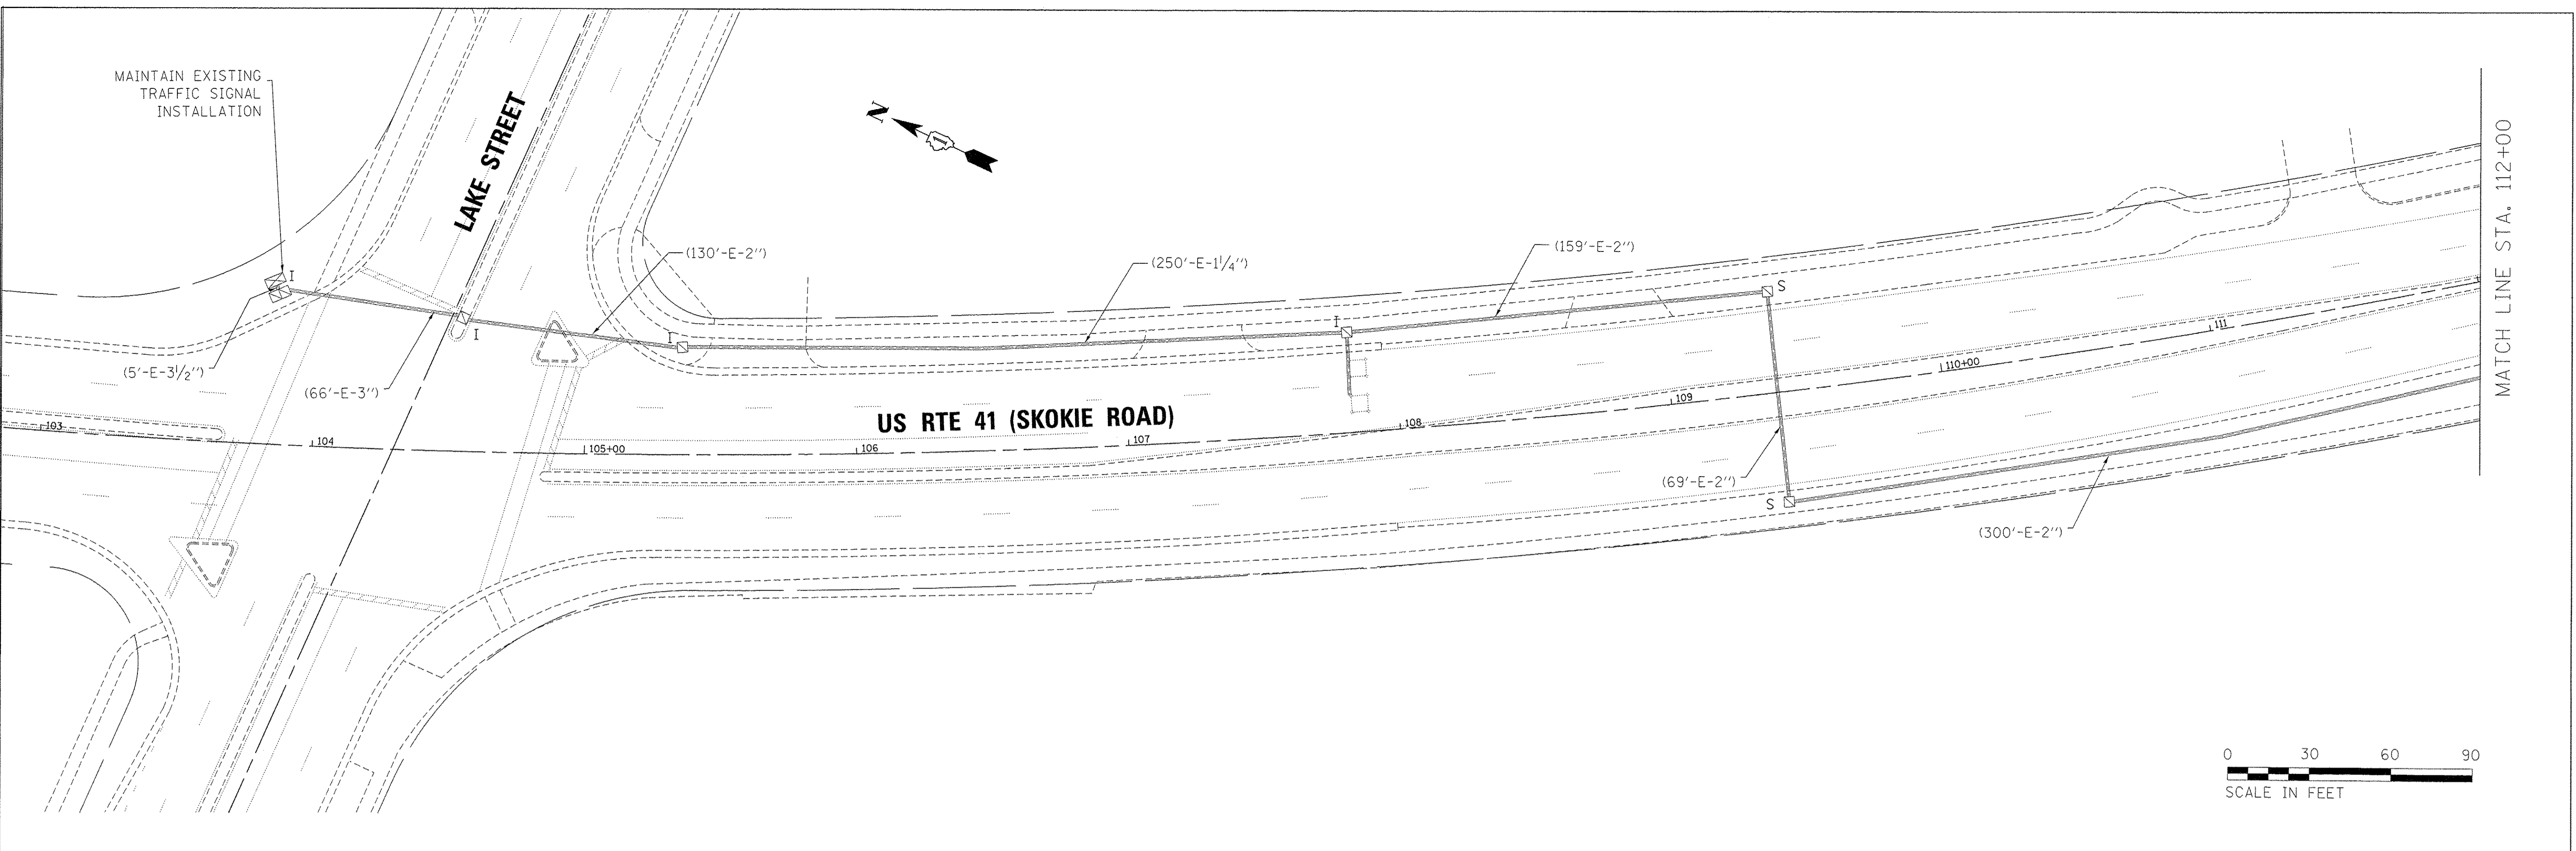 MAINTAIN EXISTING
TRAFFIC SIGNAL
INSTALLATION
LAKE STREET
N
1
MATCH LINE STA. 112+00
(130'-E-2")
(250'-E-1 1/4")
(159'-E-2")
I
I
I
I
S
(5'-E-3 1/2")
(66'-E-3")
US RTE 41 (SKOKIE ROAD)
103
104
105+00
106
107
108
109
110+00
111
(69'-E-2")
S
(300'-E-2")
0 30 60 90
SCALE IN FEET